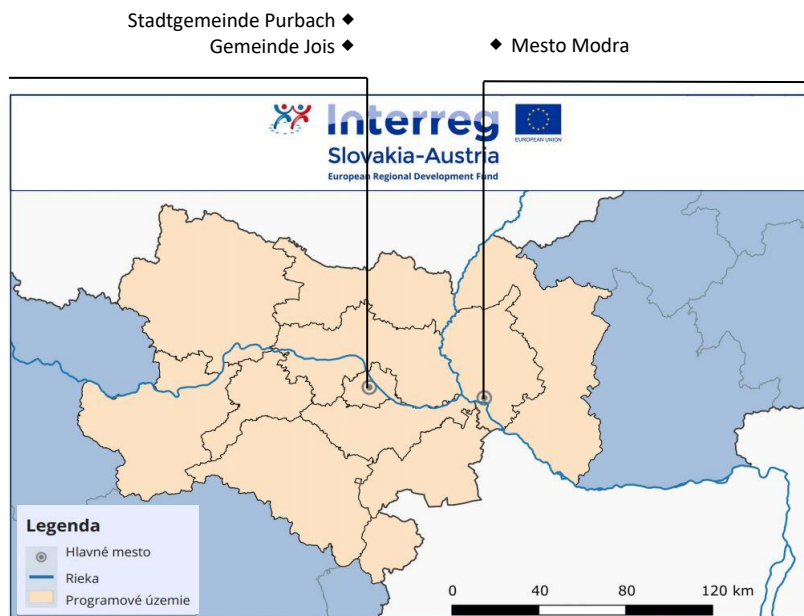 Stadtgemeinde Purbach ◆
Gemeinde Jois ◆
◆ Mesto Modra
Interreg
EUROPEAN UNION
Slovakia-Austria
European Regional Development Fund
Legenda
Hlavné mesto
Rieka
Programové územie
0 40 80 120 km